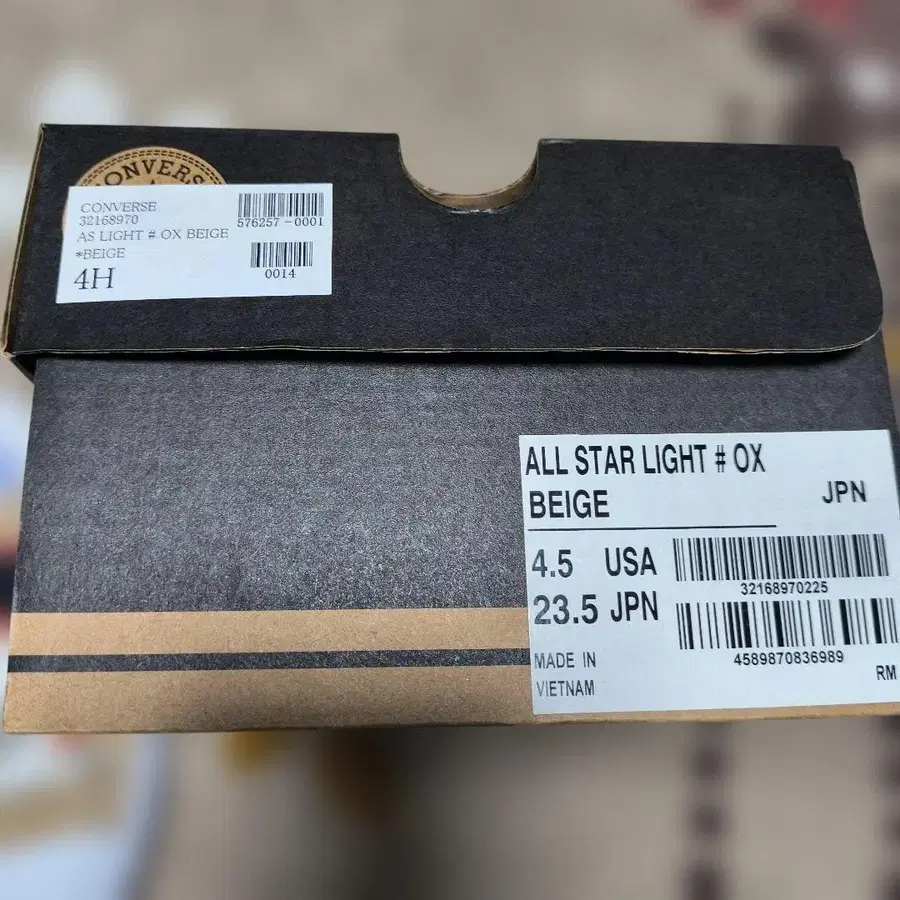 CONVERS
CONVERSE
32168970
AS LIGHT # OX BEIGE
*BEIGE
4H
576257-0001
0014
ALL STAR LIGHT # OX
BEIGE
JPN
4.5 USA
23.5 JPN
32168970225
4589870836989
MADE IN
VIETNAM
RM